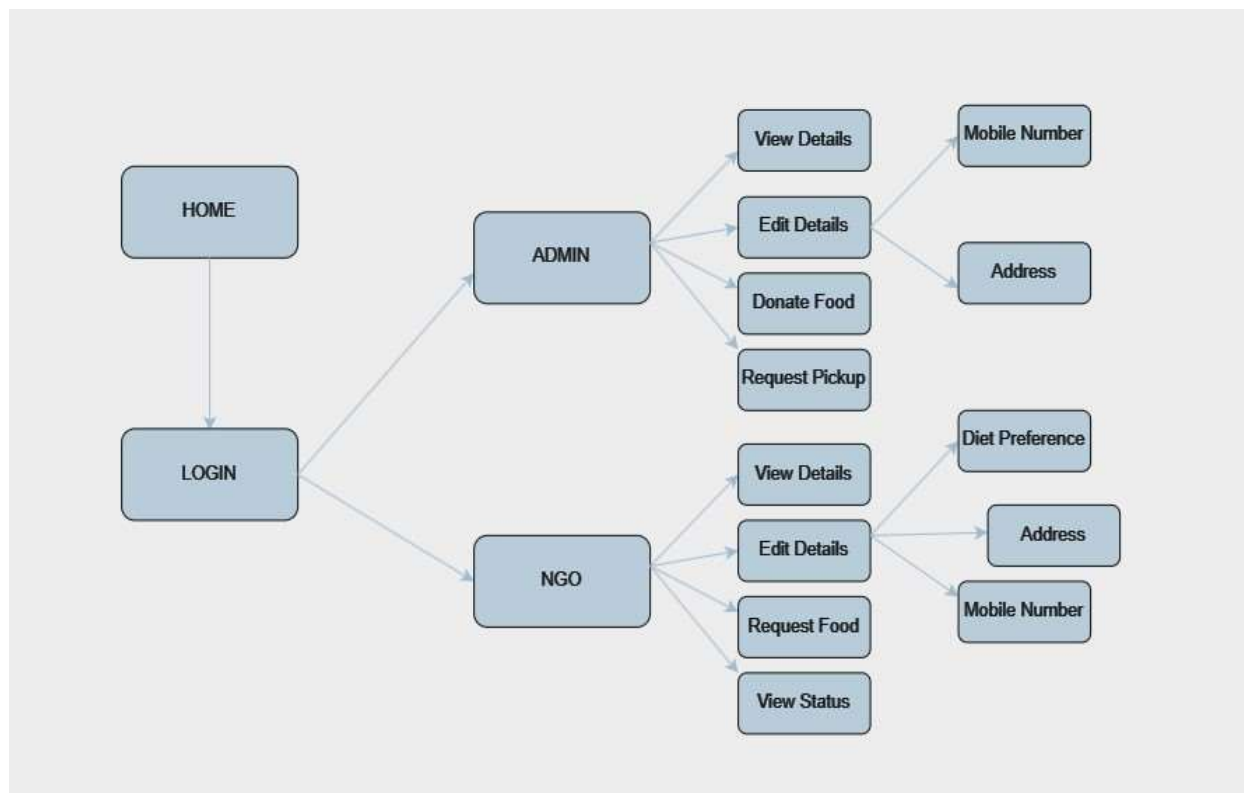 HOME
LOGIN
ADMIN
NGO
View Details
Edit Details
Donate Food
Request Pickup
Mobile Number
Address
View Details
Edit Details
Request Food
View Status
Diet Preference
Address
Mobile Number